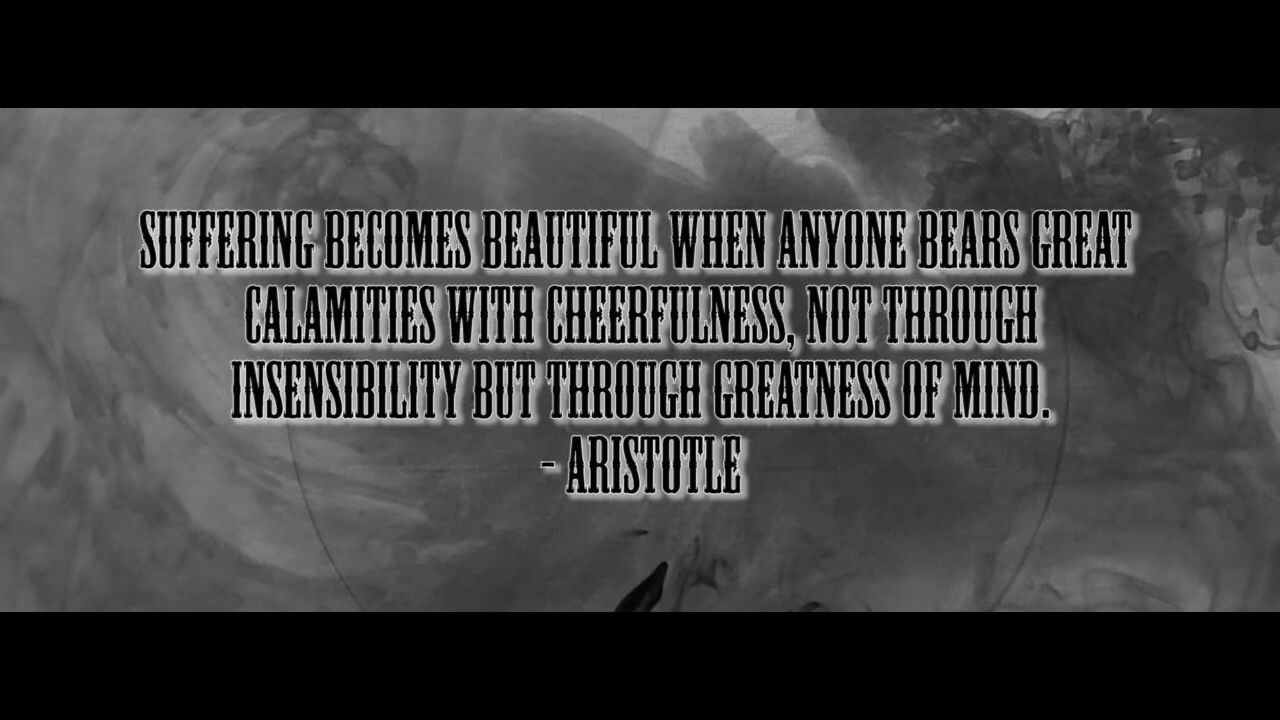 SUFFERING BECOMES BEAUTIFUL WHEN ANYONE BEARS GREAT
CALAMITIES WITH CHEERFULNESS, NOT THROUGH
INSENSIBILITY BUT THROUGH GREATNESS OF MIND.
- ARISTOTLE